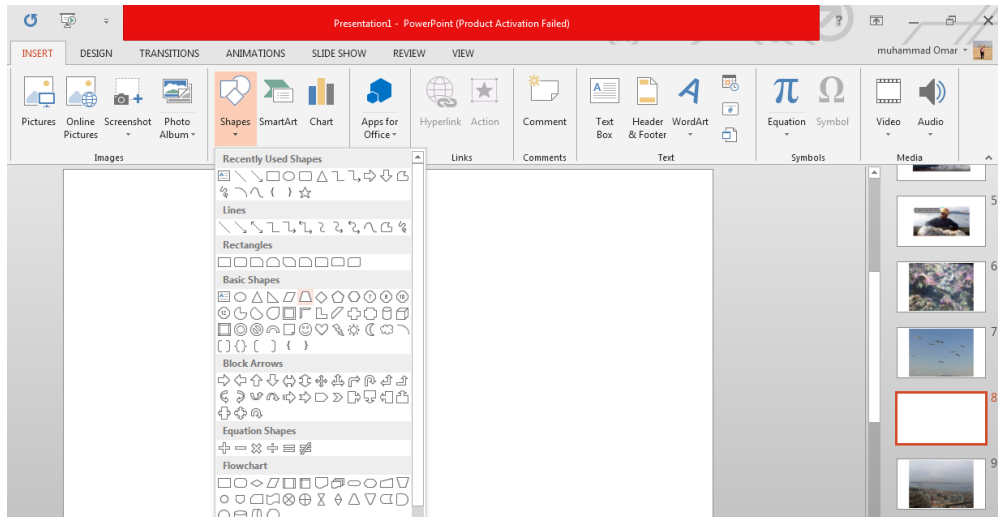 Presentation1 - PowerPoint (Product Activation Failed)
?
INSERT DESIGN TRANSITIONS ANIMATIONS SLIDE SHOW REVIEW VIEW muhammad Omar
Pictures Online Pictures Screenshot Photo Album Shapes SmartArt Chart Apps for Office Hyperlink Action Comment Text Box Header & Footer WordArt Equation Symbol Video Audio
Images Links Comments Text Symbols Media
Recently Used Shapes
Lines
Rectangles
Basic Shapes
Block Arrows
Equation Shapes
Flowchart
5
6
7
8
9